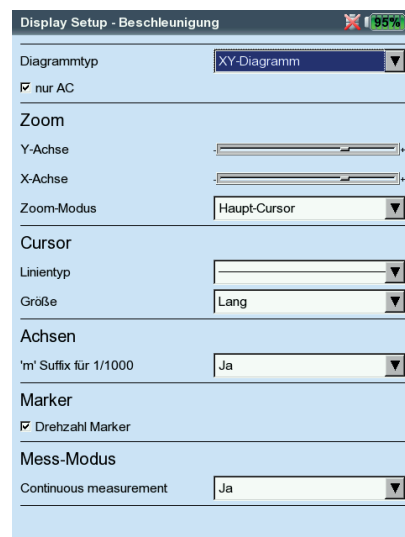 Display Setup - Beschleunigung 95%
Diagrammtyp XY-Diagramm
nur AC
Zoom
Y-Achse - +
X-Achse - +
Zoom-Modus Haupt-Cursor
Cursor
Linientyp
Größe Lang
Achsen
'm' Suffix für 1/1000 Ja
Marker
Drehzahl Marker
Mess-Modus
Continuous measurement Ja